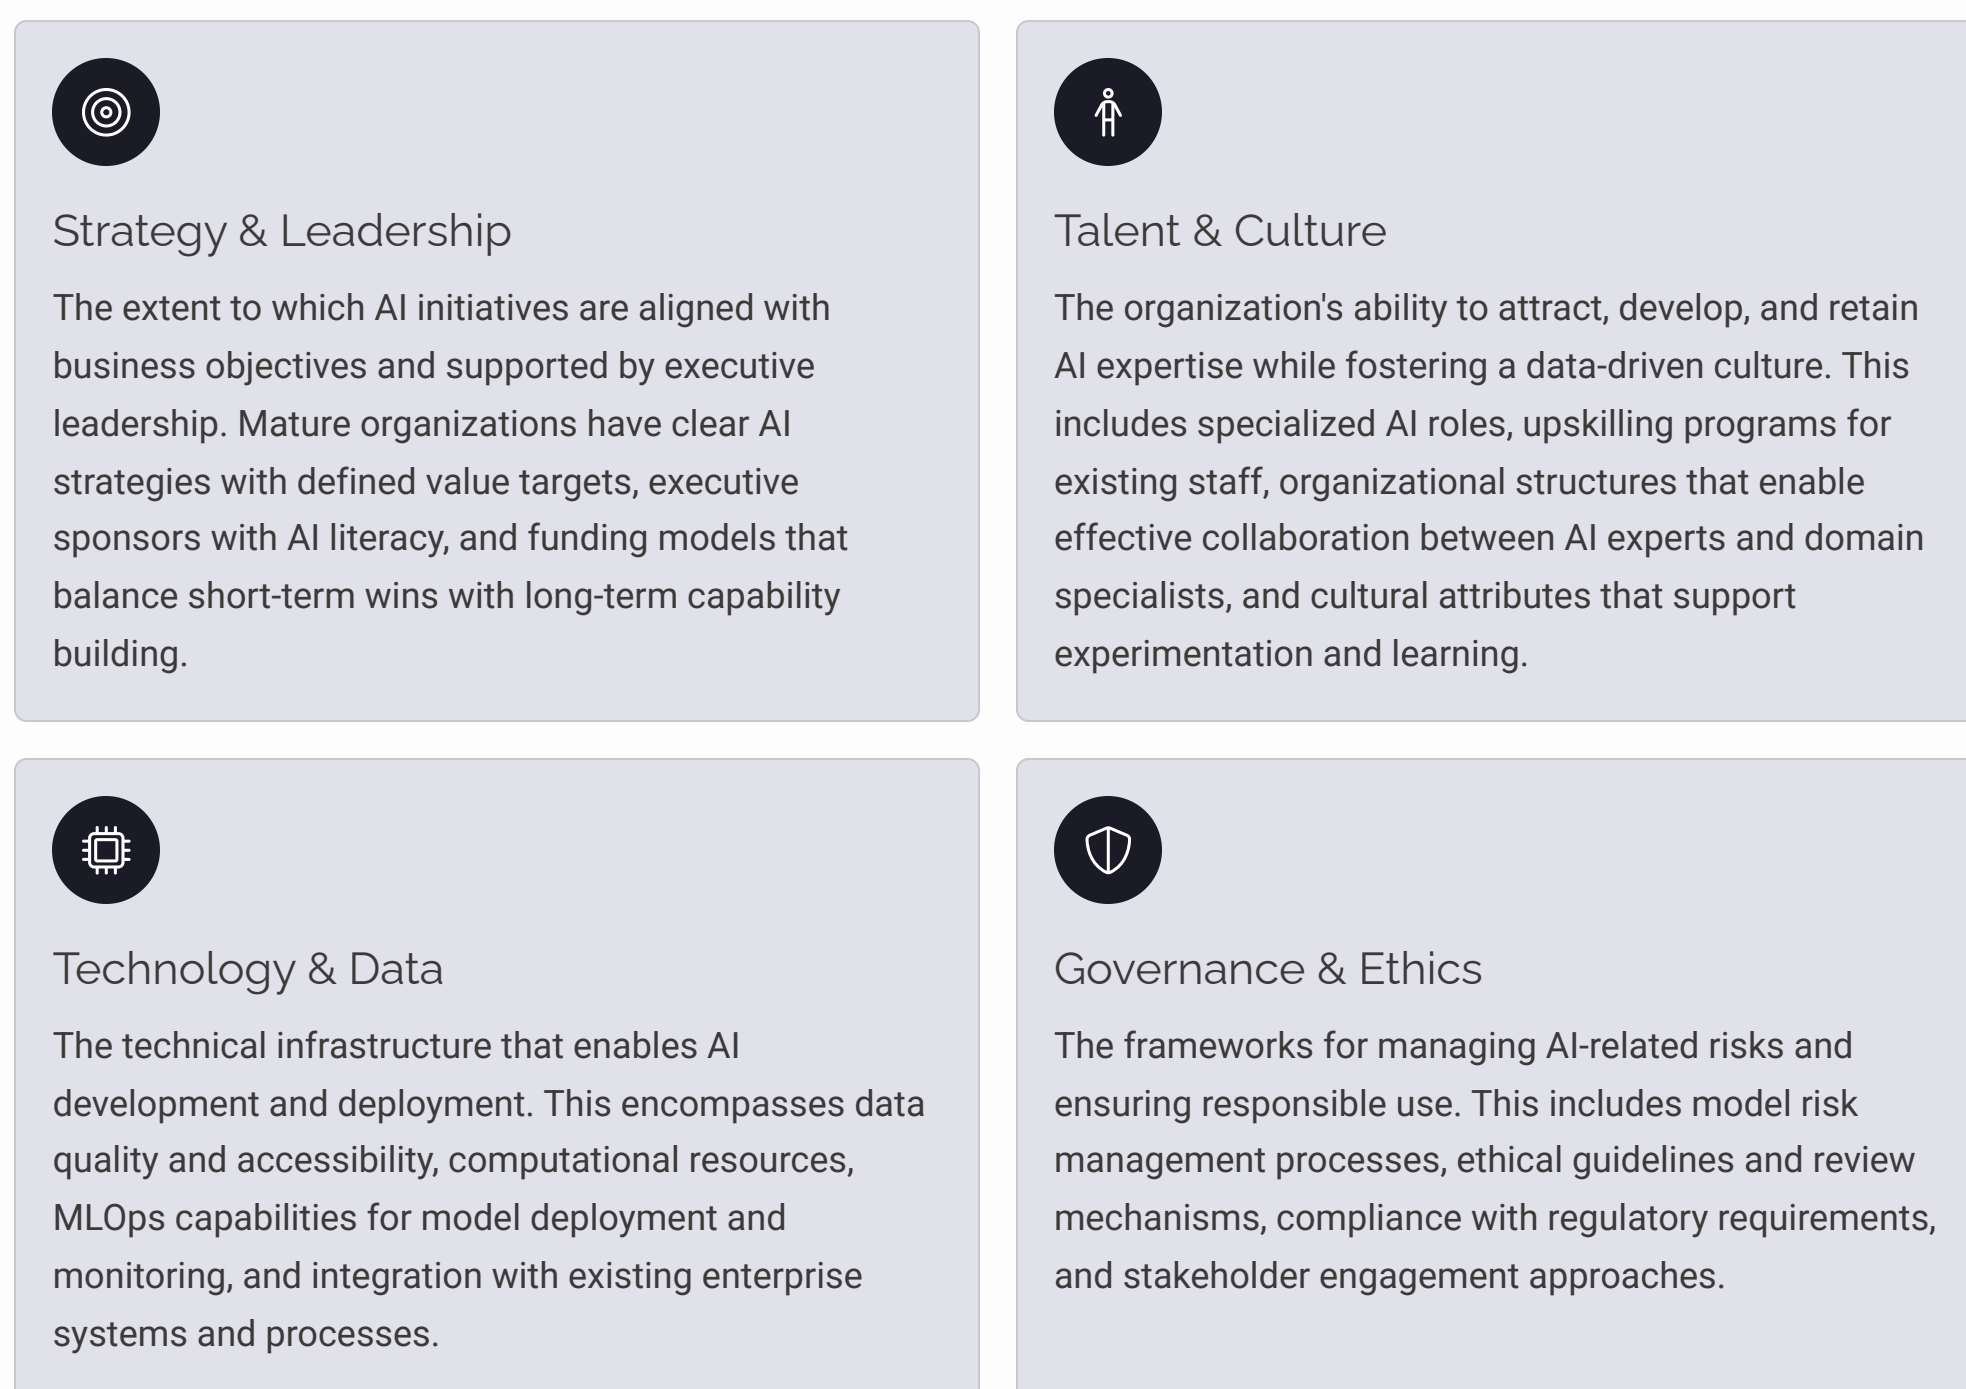 Strategy & Leadership
The extent to which AI initiatives are aligned with
business objectives and supported by executive
leadership. Mature organizations have clear AI
strategies with defined value targets, executive
sponsors with AI literacy, and funding models that
balance short-term wins with long-term capability
building.
Talent & Culture
The organization's ability to attract, develop, and retain
AI expertise while fostering a data-driven culture. This
includes specialized AI roles, upskilling programs for
existing staff, organizational structures that enable
effective collaboration between AI experts and domain
specialists, and cultural attributes that support
experimentation and learning.
Technology & Data
The technical infrastructure that enables AI
development and deployment. This encompasses data
quality and accessibility, computational resources,
MLOps capabilities for model deployment and
monitoring, and integration with existing enterprise
systems and processes.
Governance & Ethics
The frameworks for managing AI-related risks and
ensuring responsible use. This includes model risk
management processes, ethical guidelines and review
mechanisms, compliance with regulatory requirements,
and stakeholder engagement approaches.